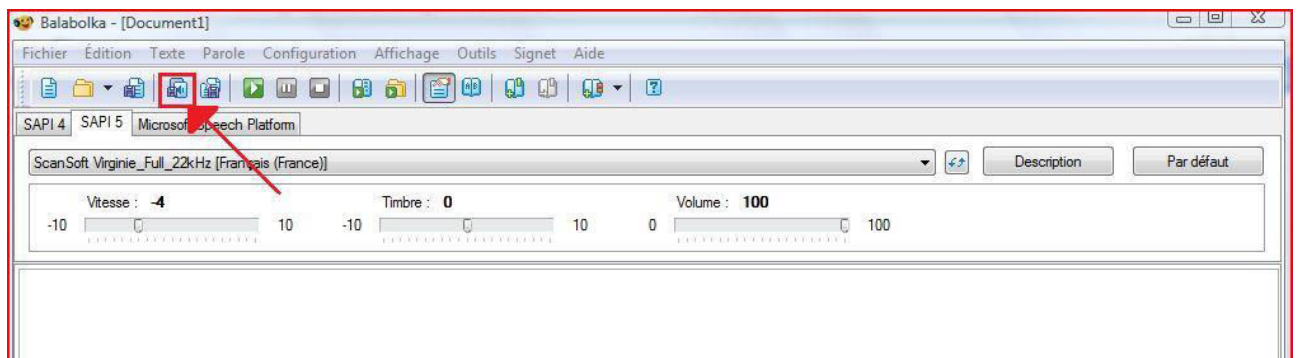 Balabolka - [Document1]
Fichier Édition Texte Parole Configuration Affichage Outils Signet Aide
SAPI 4 SAPI 5 Microsoft Speech Platform
ScanSoft Virginie_Full_22kHz [Français (France)] Description Par défaut
Vitesse : -4 Timbre : 0 Volume : 100
-10 10 -10 10 0 100